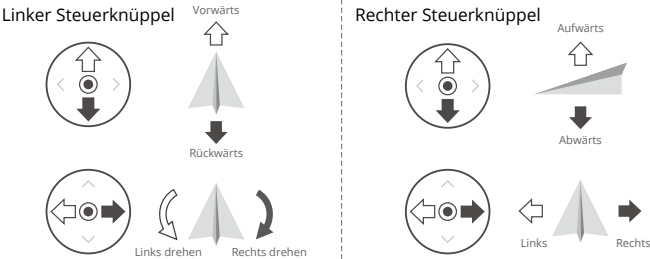 Linker Steuerknüppel
Vorwärts
Rückwärts
Links drehen
Rechts drehen
Rechter Steuerknüppel
Aufwärts
Abwärts
Links
Rechts